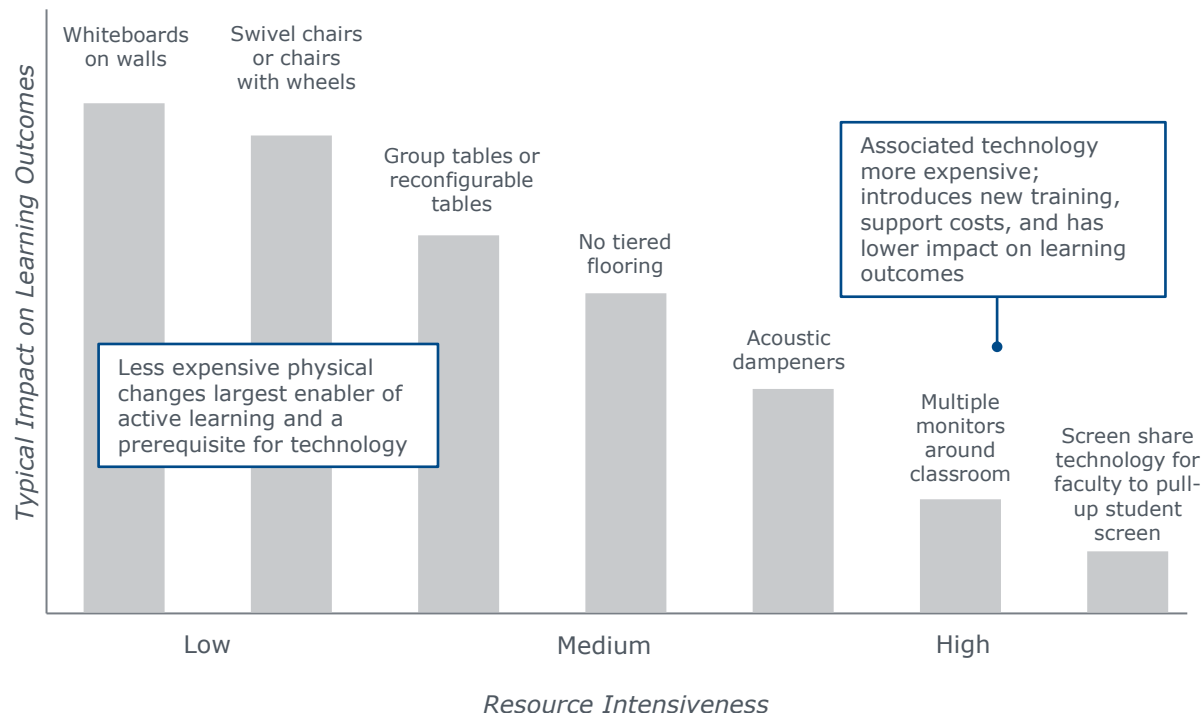 Typical Impact on Learning Outcomes
Whiteboards
on walls
Swivel chairs
or chairs
with wheels
Group tables or
reconfigurable
tables
No tiered
flooring
Acoustic
dampeners
Multiple
monitors
around
classroom
Screen share
technology for
faculty to pull-
up student
screen
Associated technology
more expensive;
introduces new training,
support costs, and has
lower impact on learning
outcomes
Less expensive physical
changes largest enabler of
active learning and a
prerequisite for technology
Low
Medium
High
Resource Intensiveness